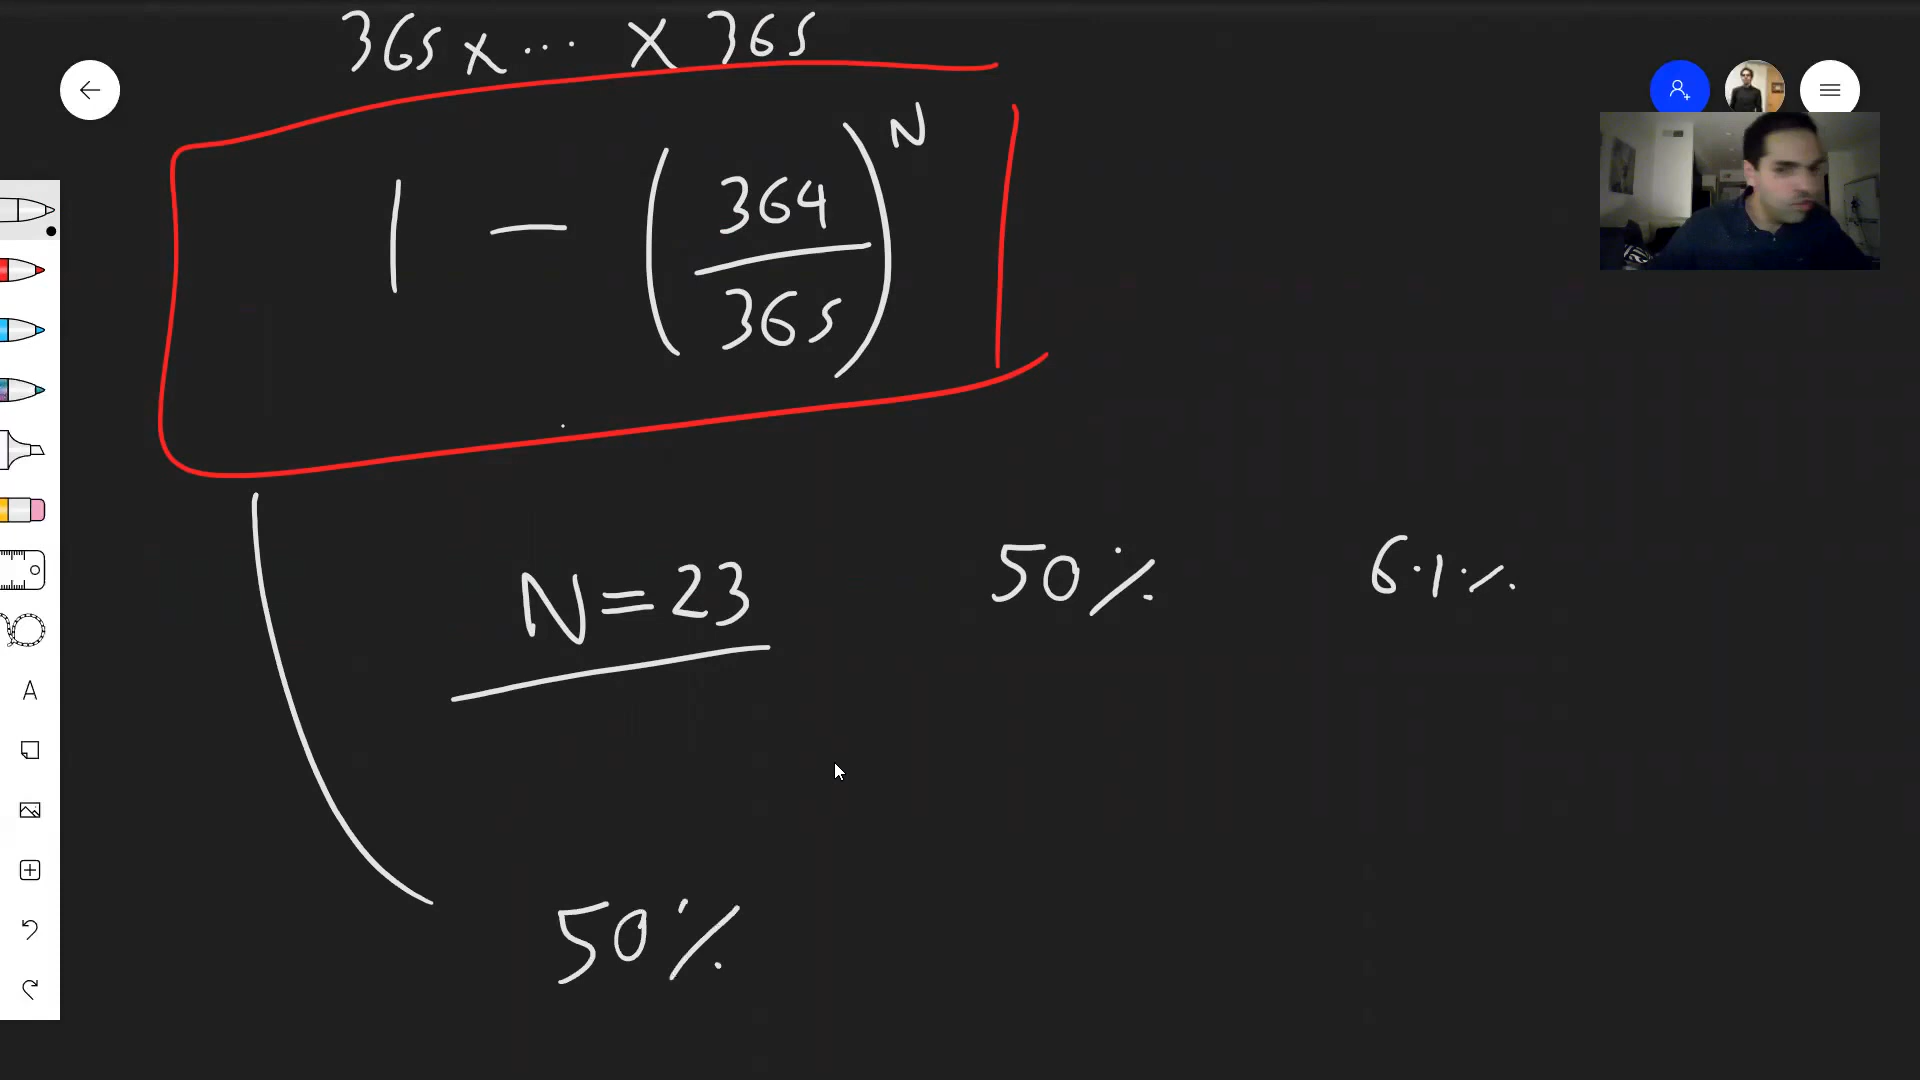 365 x ... x 365
1 - (364/365)^N
N = 23 50% 6.1%
50%
A